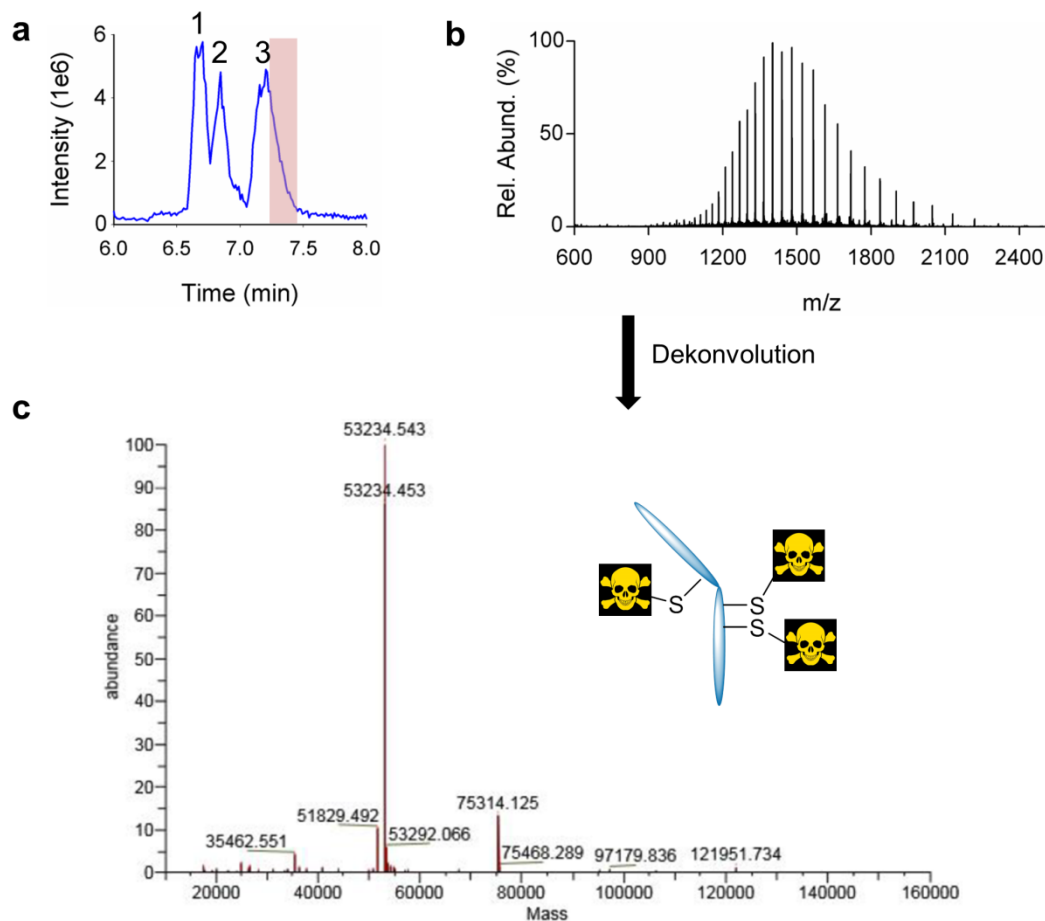 a
1
2
3
6
4
2
0
Intensity (1e6)
6.0 6.5 7.0 7.5 8.0
Time (min)
b
100
50
0
Rel. Abund. (%)
600 900 1200 1500 1800 2100 2400
m/z
Dekonvolution
c
53234.543
53234.453
100
90
80
70
60
50
40
30
20
10
0
abundance
75314.125
51829.492
35462.551
53292.066
75468.289
97179.836
121951.734
20000 40000 60000 80000 100000 120000 140000 160000
Mass
S
S
S